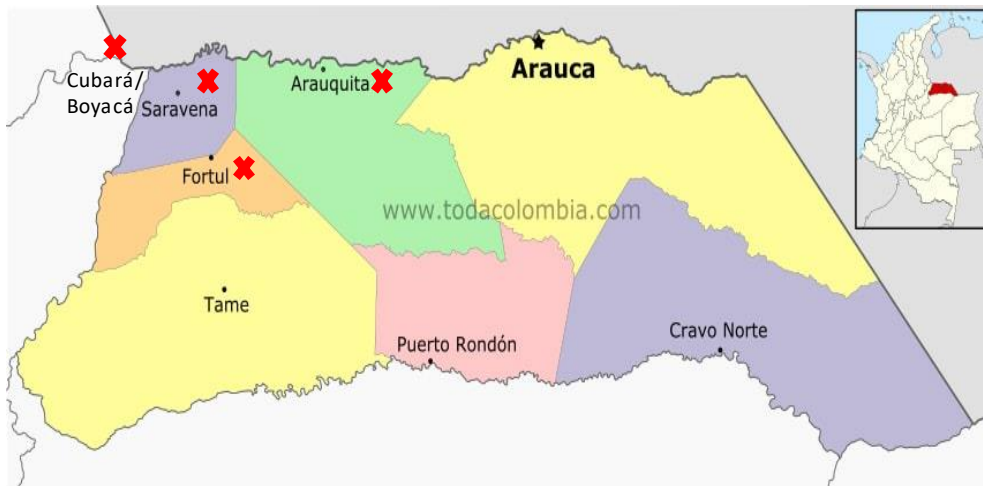 Arauca
Cubará/
Boyacá
Arauquita
Saravena
Fortul
www.todacolombia.com
Tame
Puerto Rondón
Cravo Norte